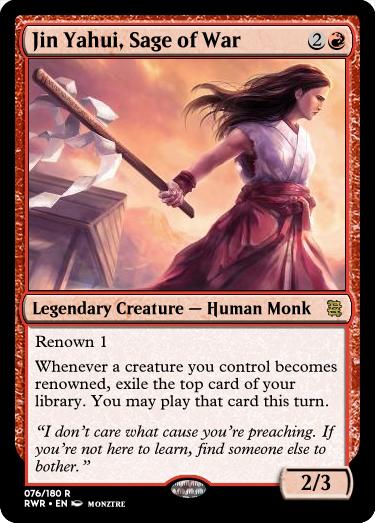 Jin Yahui, Sage of War 2
Legendary Creature — Human Monk
Renown 1
Whenever a creature you control becomes
renowned, exile the top card of your
library. You may play that card this turn.
“I don’t care what cause you’re preaching. If
you’re not here to learn, find someone else to
bother.”
2/3
076/180 R
RWR • EN MONZTRE